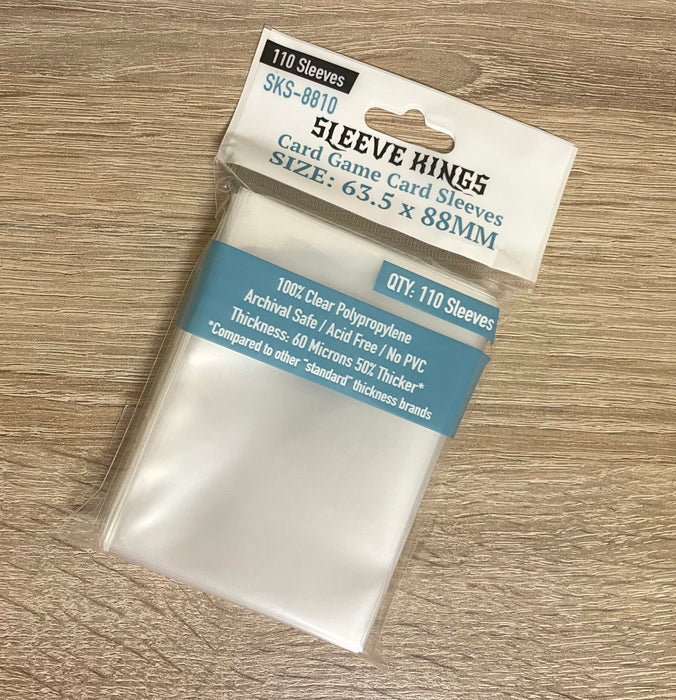 110 Sleeves
SKS-8810
SLEEVE KINGS
Card Game Card Sleeves
SIZE: 63.5 x 88MM
QTY: 110 Sleeves
100% Clear Polypropylene
Archival Safe / Acid Free / No PVC
Thickness: 60 Microns 50% Thicker*
*Compared to other "standard" thickness brands